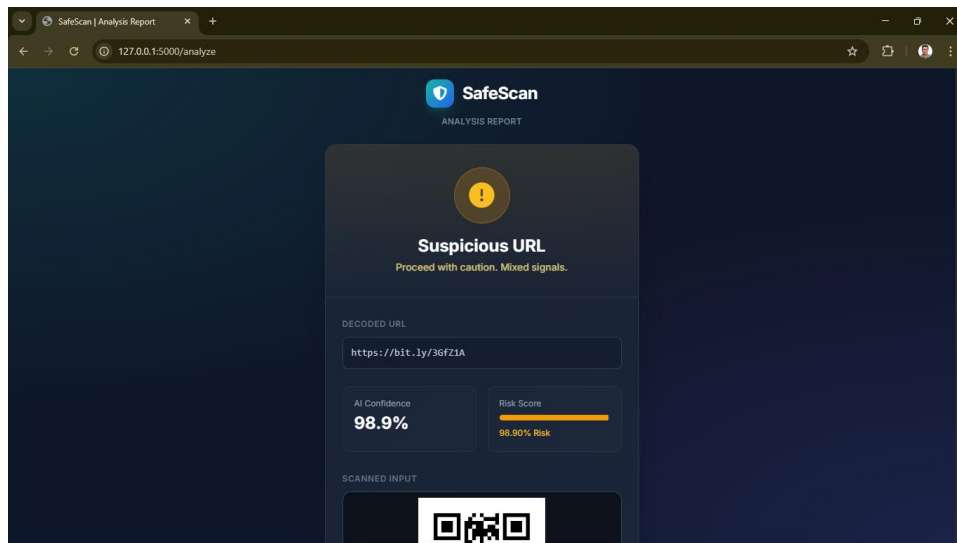 SafeScan | Analysis Report
127.0.0.1:5000/analyze
SafeScan
ANALYSIS REPORT
Suspicious URL
Proceed with caution. Mixed signals.
DECODED URL
https://bit.ly/3GfZ1A
AI Confidence
98.9%
Risk Score
98.90% Risk
SCANNED INPUT